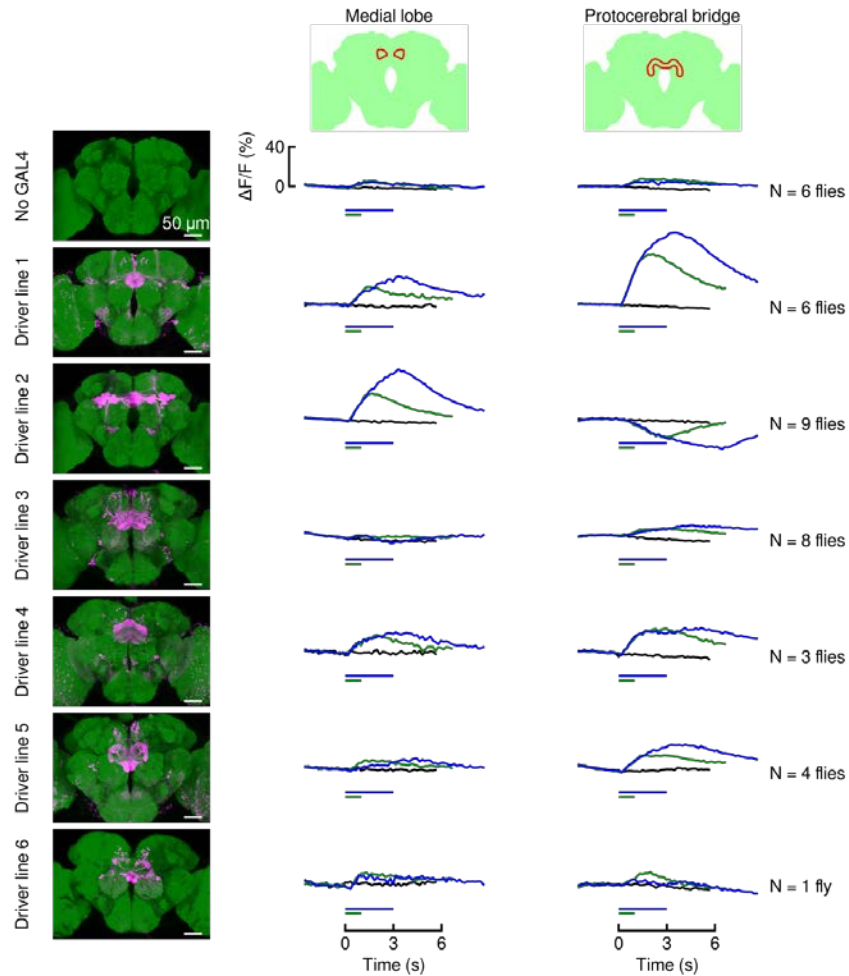 Medial lobe
Protocerebral bridge
ΔF/F (%)
40
0
No GAL4
50 µm
N = 6 flies
Driver line 1
N = 6 flies
Driver line 2
N = 9 flies
Driver line 3
N = 8 flies
Driver line 4
N = 3 flies
Driver line 5
N = 4 flies
Driver line 6
N = 1 fly
0 3 6
Time (s)
0 3 6
Time (s)